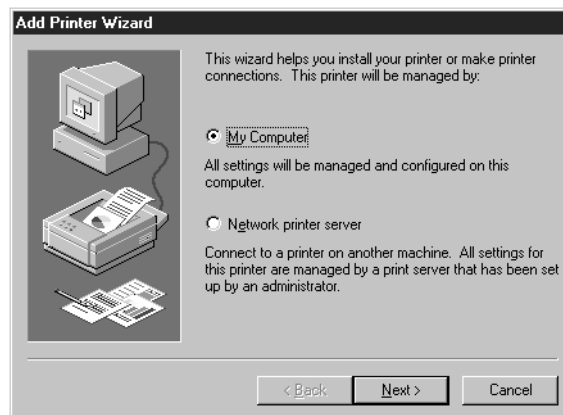 Add Printer Wizard
This wizard helps you install your printer or make printer
connections. This printer will be managed by:
My Computer
All settings will be managed and configured on this
computer.
Network printer server
Connect to a printer on another machine. All settings for
this printer are managed by a print server that has been set
up by an administrator.
< Back
Next >
Cancel